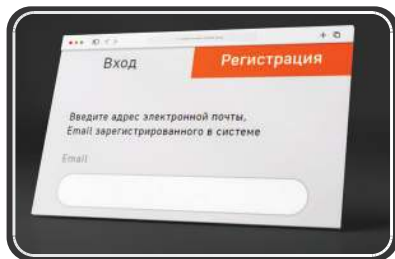 Вход
Регистрация
Введите адрес электронной почты,
Email зарегистрированного в системе
Email